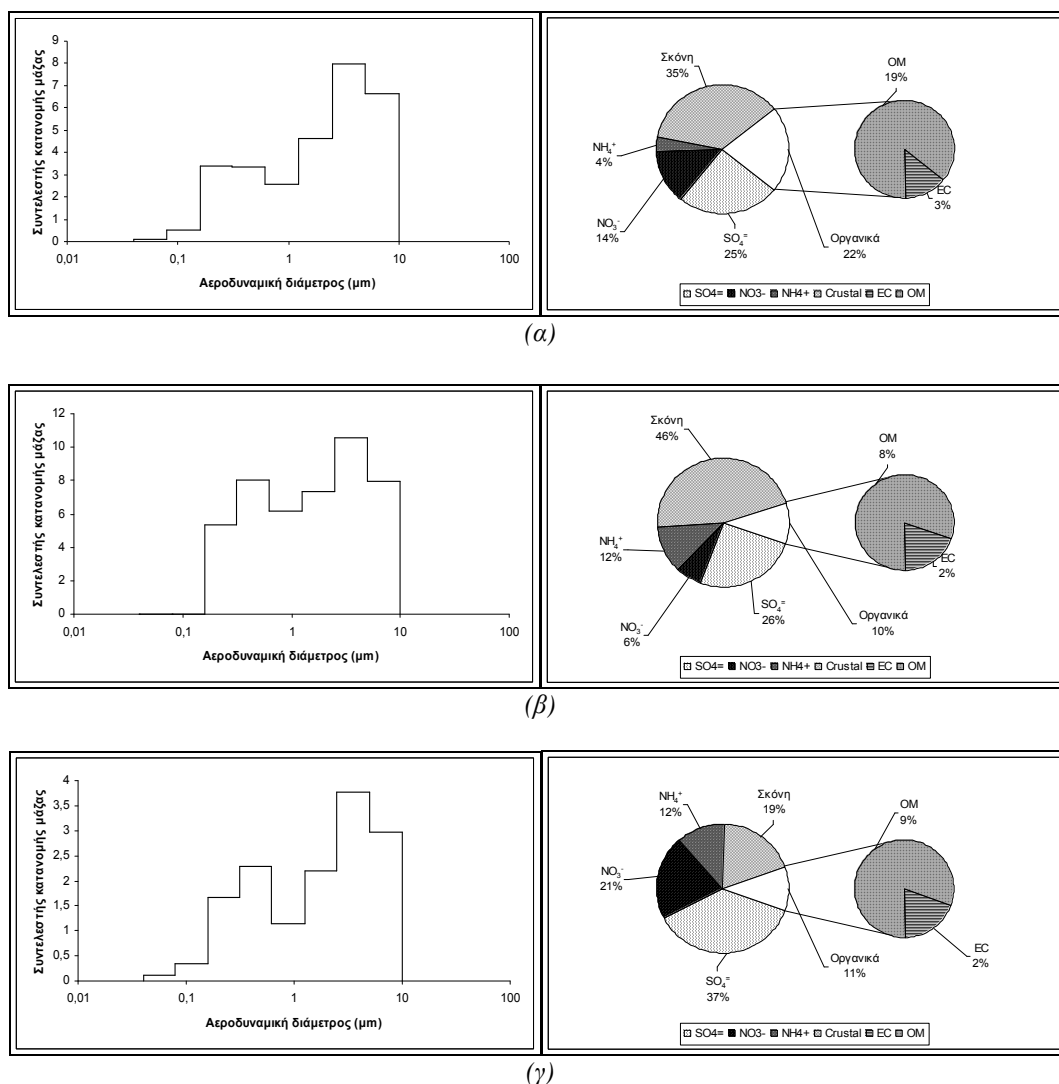 Συντελεστής κατανομής μάζας
9
8
7
6
5
4
3
2
1
0
0,01
0,1
1
10
100
Αεροδυναμική διάμετρος (μm)
Σκόνη
35%
OM
19%
NH₄⁺
4%
NO₃⁻
14%
SO₄⁼
25%
Οργανικά
22%
EC
3%
SO4= NO3- NH4+ Crustal EC OM
(α)
Συντελεστής κατανομής μάζας
12
10
8
6
4
2
0
0,01
0,1
1
10
100
Αεροδυναμική διάμετρος (μm)
Σκόνη
46%
OM
8%
NH₄⁺
12%
NO₃⁻
6%
SO₄⁼
26%
Οργανικά
10%
EC
2%
SO4= NO3- NH4+ Crustal EC OM
(β)
Συντελεστής κατανομής μάζας
4
3,5
3
2,5
2
1,5
1
0,5
0
0,01
0,1
1
10
100
Αεροδυναμική διάμετρος (μm)
NH₄⁺
12%
Σκόνη
19%
OM
9%
NO₃⁻
21%
SO₄⁼
37%
Οργανικά
11%
EC
2%
SO4= NO3- NH4+ Crustal EC OM
(γ)